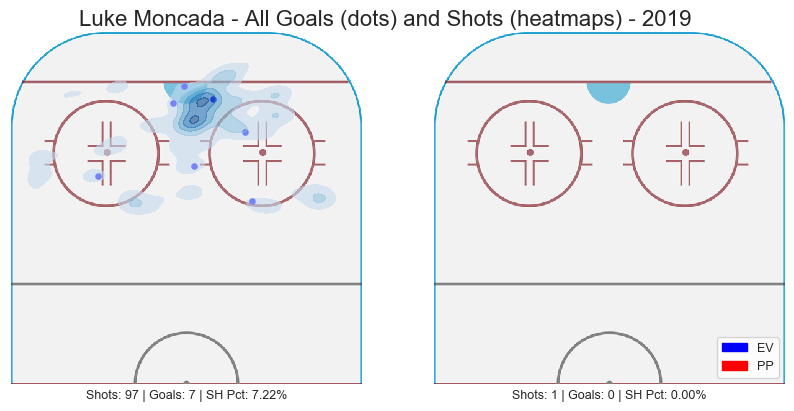 Luke Moncada - All Goals (dots) and Shots (heatmaps) - 2019
EV
PP
Shots: 97 | Goals: 7 | SH Pct: 7.22%
Shots: 1 | Goals: 0 | SH Pct: 0.00%